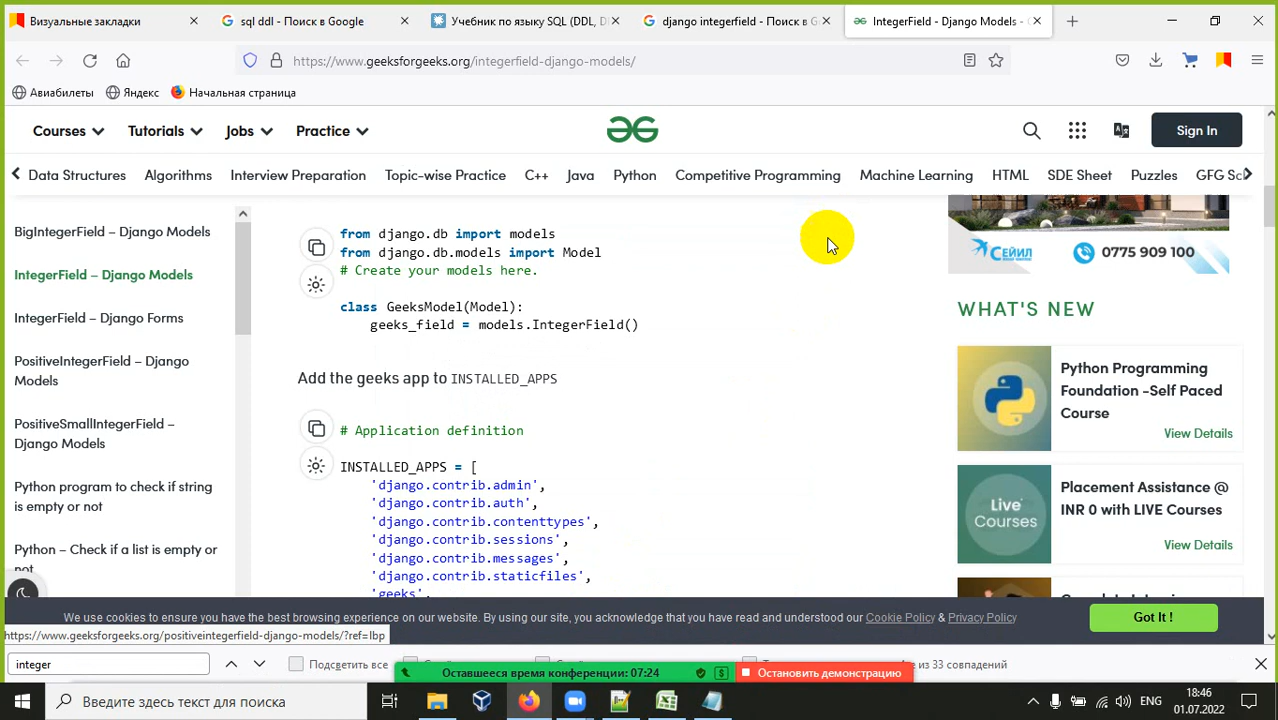 Визуальные закладки
sql ddl - Поиск в Google
Учебник по языку SQL (DDL, D
django integerfield - Поиск в G
IntegerField - Django Models -
https://www.geeksforgeeks.org/integerfield-django-models/
Авиабилеты
Яндекс
Начальная страница
Courses
Tutorials
Jobs
Practice
Sign In
Data Structures
Algorithms
Interview Preparation
Topic-wise Practice
C++
Java
Python
Competitive Programming
Machine Learning
HTML
SDE Sheet
Puzzles
GFG Sc
BigIntegerField – Django Models
IntegerField – Django Models
IntegerField – Django Forms
PositiveIntegerField – Django
Models
PositiveSmallIntegerField –
Django Models
Python program to check if string
is empty or not
Python – Check if a list is empty or
not
from django.db import models
from django.db.models import Model
# Create your models here.
class GeeksModel(Model):
geeks_field = models.IntegerField()
Add the geeks app to INSTALLED_APPS
# Application definition
INSTALLED_APPS = [
'django.contrib.admin',
'django.contrib.auth',
'django.contrib.contenttypes',
'django.contrib.sessions',
'django.contrib.messages',
'django.contrib.staticfiles',
'geeks',
СЕЙИЛ
0775 909 100
WHAT'S NEW
Python Programming
Foundation -Self Paced
Course
View Details
Live
Courses
Placement Assistance @
INR 0 with LIVE Courses
View Details
We use cookies to ensure you have the best browsing experience on our website. By using our site, you acknowledge that you have read and understood our Cookie Policy & Privacy Policy
Got It !
https://www.geeksforgeeks.org/positiveintegerfield-django-models/?ref=lbp
integer
Подсветить все
из 33 совпадений
Оставшееся время конференции: 07:24
Остановить демонстрацию
Введите здесь текст для поиска
ENG
18:46
01.07.2022